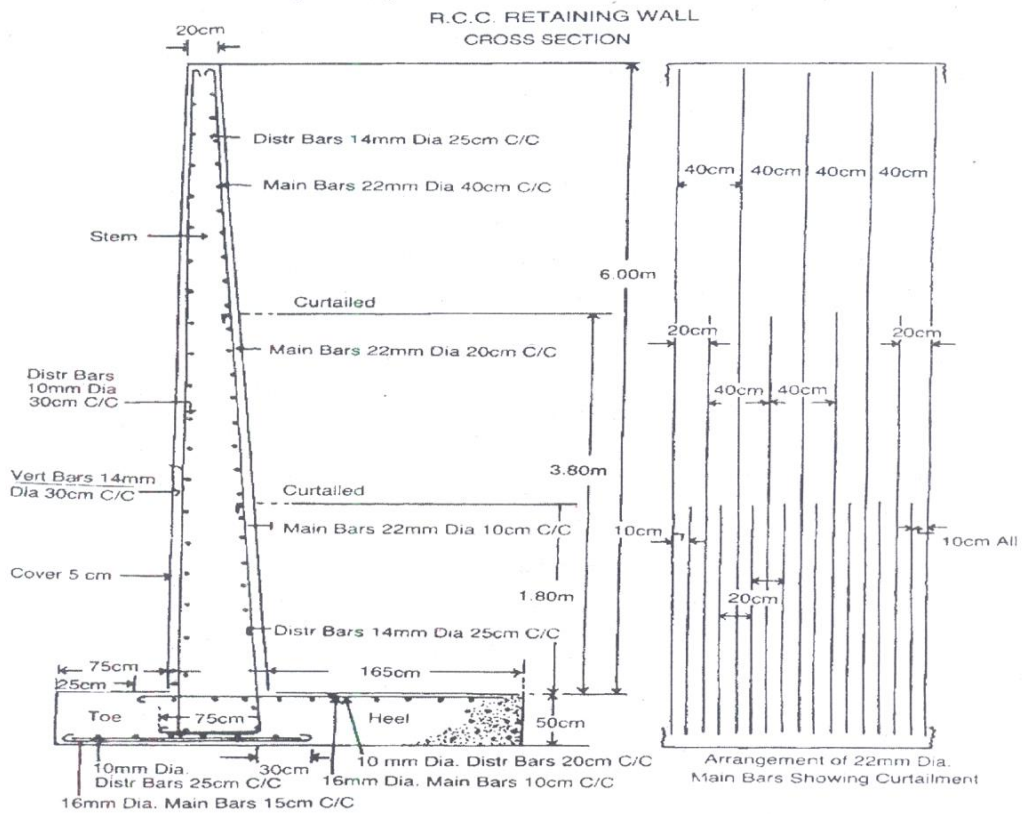 R.C.C. RETAINING WALL
CROSS SECTION
20cm
Distr Bars 14mm Dia 25cm C/C
Main Bars 22mm Dia 40cm C/C
40cm
40cm
40cm
40cm
Stem
6.00m
Curtailed
20cm
20cm
Main Bars 22mm Dia 20cm C/C
Distr Bars
10mm Dia
30cm C/C
40cm
40cm
3.80m
Vert Bars 14mm
Dia 30cm C/C
Curtailed
Main Bars 22mm Dia 10cm C/C
10cm
10cm All
Cover 5 cm
1.80m
20cm
Distr Bars 14mm Dia 25cm C/C
75cm
165cm
25cm
Toe
75cm
Heel
50cm
10mm Dia.
Distr Bars 25cm C/C
30cm
10 mm Dia. Distr Bars 20cm C/C
16mm Dia. Main Bars 10cm C/C
16mm Dia. Main Bars 15cm C/C
Arrangement of 22mm Dia.
Main Bars Showing Curtailment